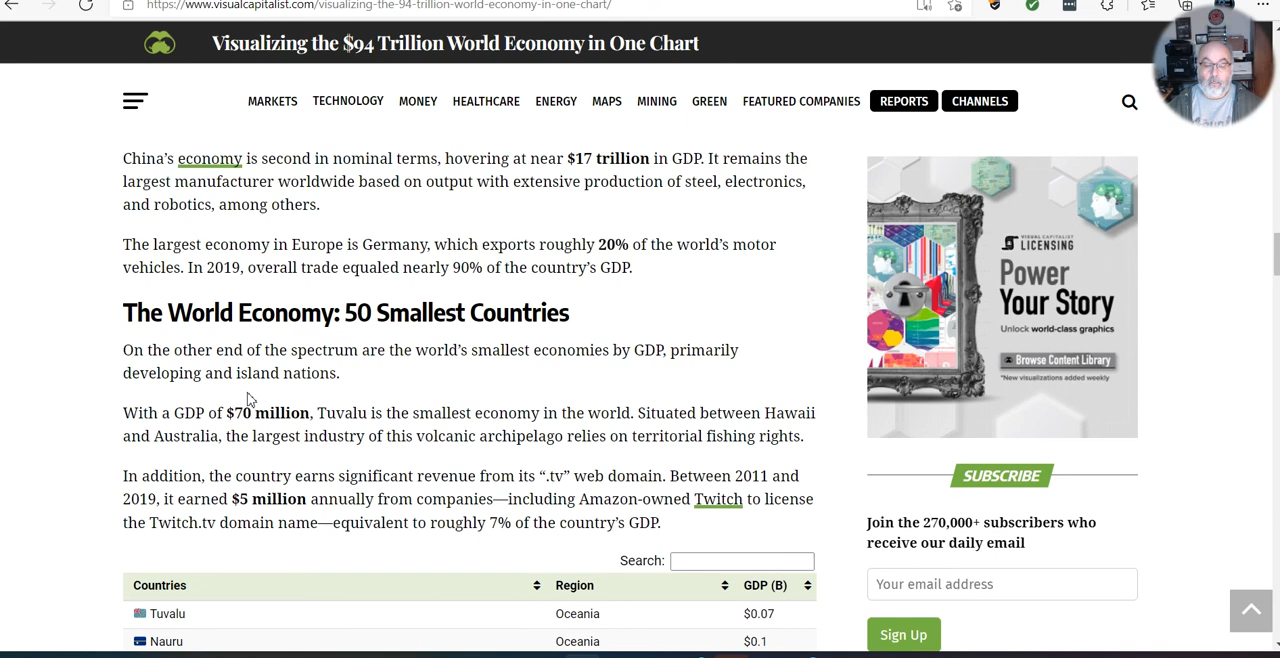 https://www.visualcapitalist.com/visualizing-the-94-trillion-world-economy-in-one-chart/
Visualizing the $94 Trillion World Economy in One Chart
MARKETS TECHNOLOGY MONEY HEALTHCARE ENERGY MAPS MINING GREEN FEATURED COMPANIES REPORTS CHANNELS
China’s economy is second in nominal terms, hovering at near $17 trillion in GDP. It remains the
largest manufacturer worldwide based on output with extensive production of steel, electronics,
and robotics, among others.
The largest economy in Europe is Germany, which exports roughly 20% of the world’s motor
vehicles. In 2019, overall trade equaled nearly 90% of the country’s GDP.
The World Economy: 50 Smallest Countries
On the other end of the spectrum are the world’s smallest economies by GDP, primarily
developing and island nations.
With a GDP of $70 million, Tuvalu is the smallest economy in the world. Situated between Hawaii
and Australia, the largest industry of this volcanic archipelago relies on territorial fishing rights.
In addition, the country earns significant revenue from its “.tv” web domain. Between 2011 and
2019, it earned $5 million annually from companies—including Amazon-owned Twitch to license
the Twitch.tv domain name—equivalent to roughly 7% of the country’s GDP.
Search:
Countries Region GDP (B)
Tuvalu Oceania $0.07
Nauru Oceania $0.1
VISUAL CAPITALIST
LICENSING
Power
Your Story
Unlock world-class graphics
Browse Content Library
*New visualizations added weekly
SUBSCRIBE
Join the 270,000+ subscribers who
receive our daily email
Your email address
Sign Up